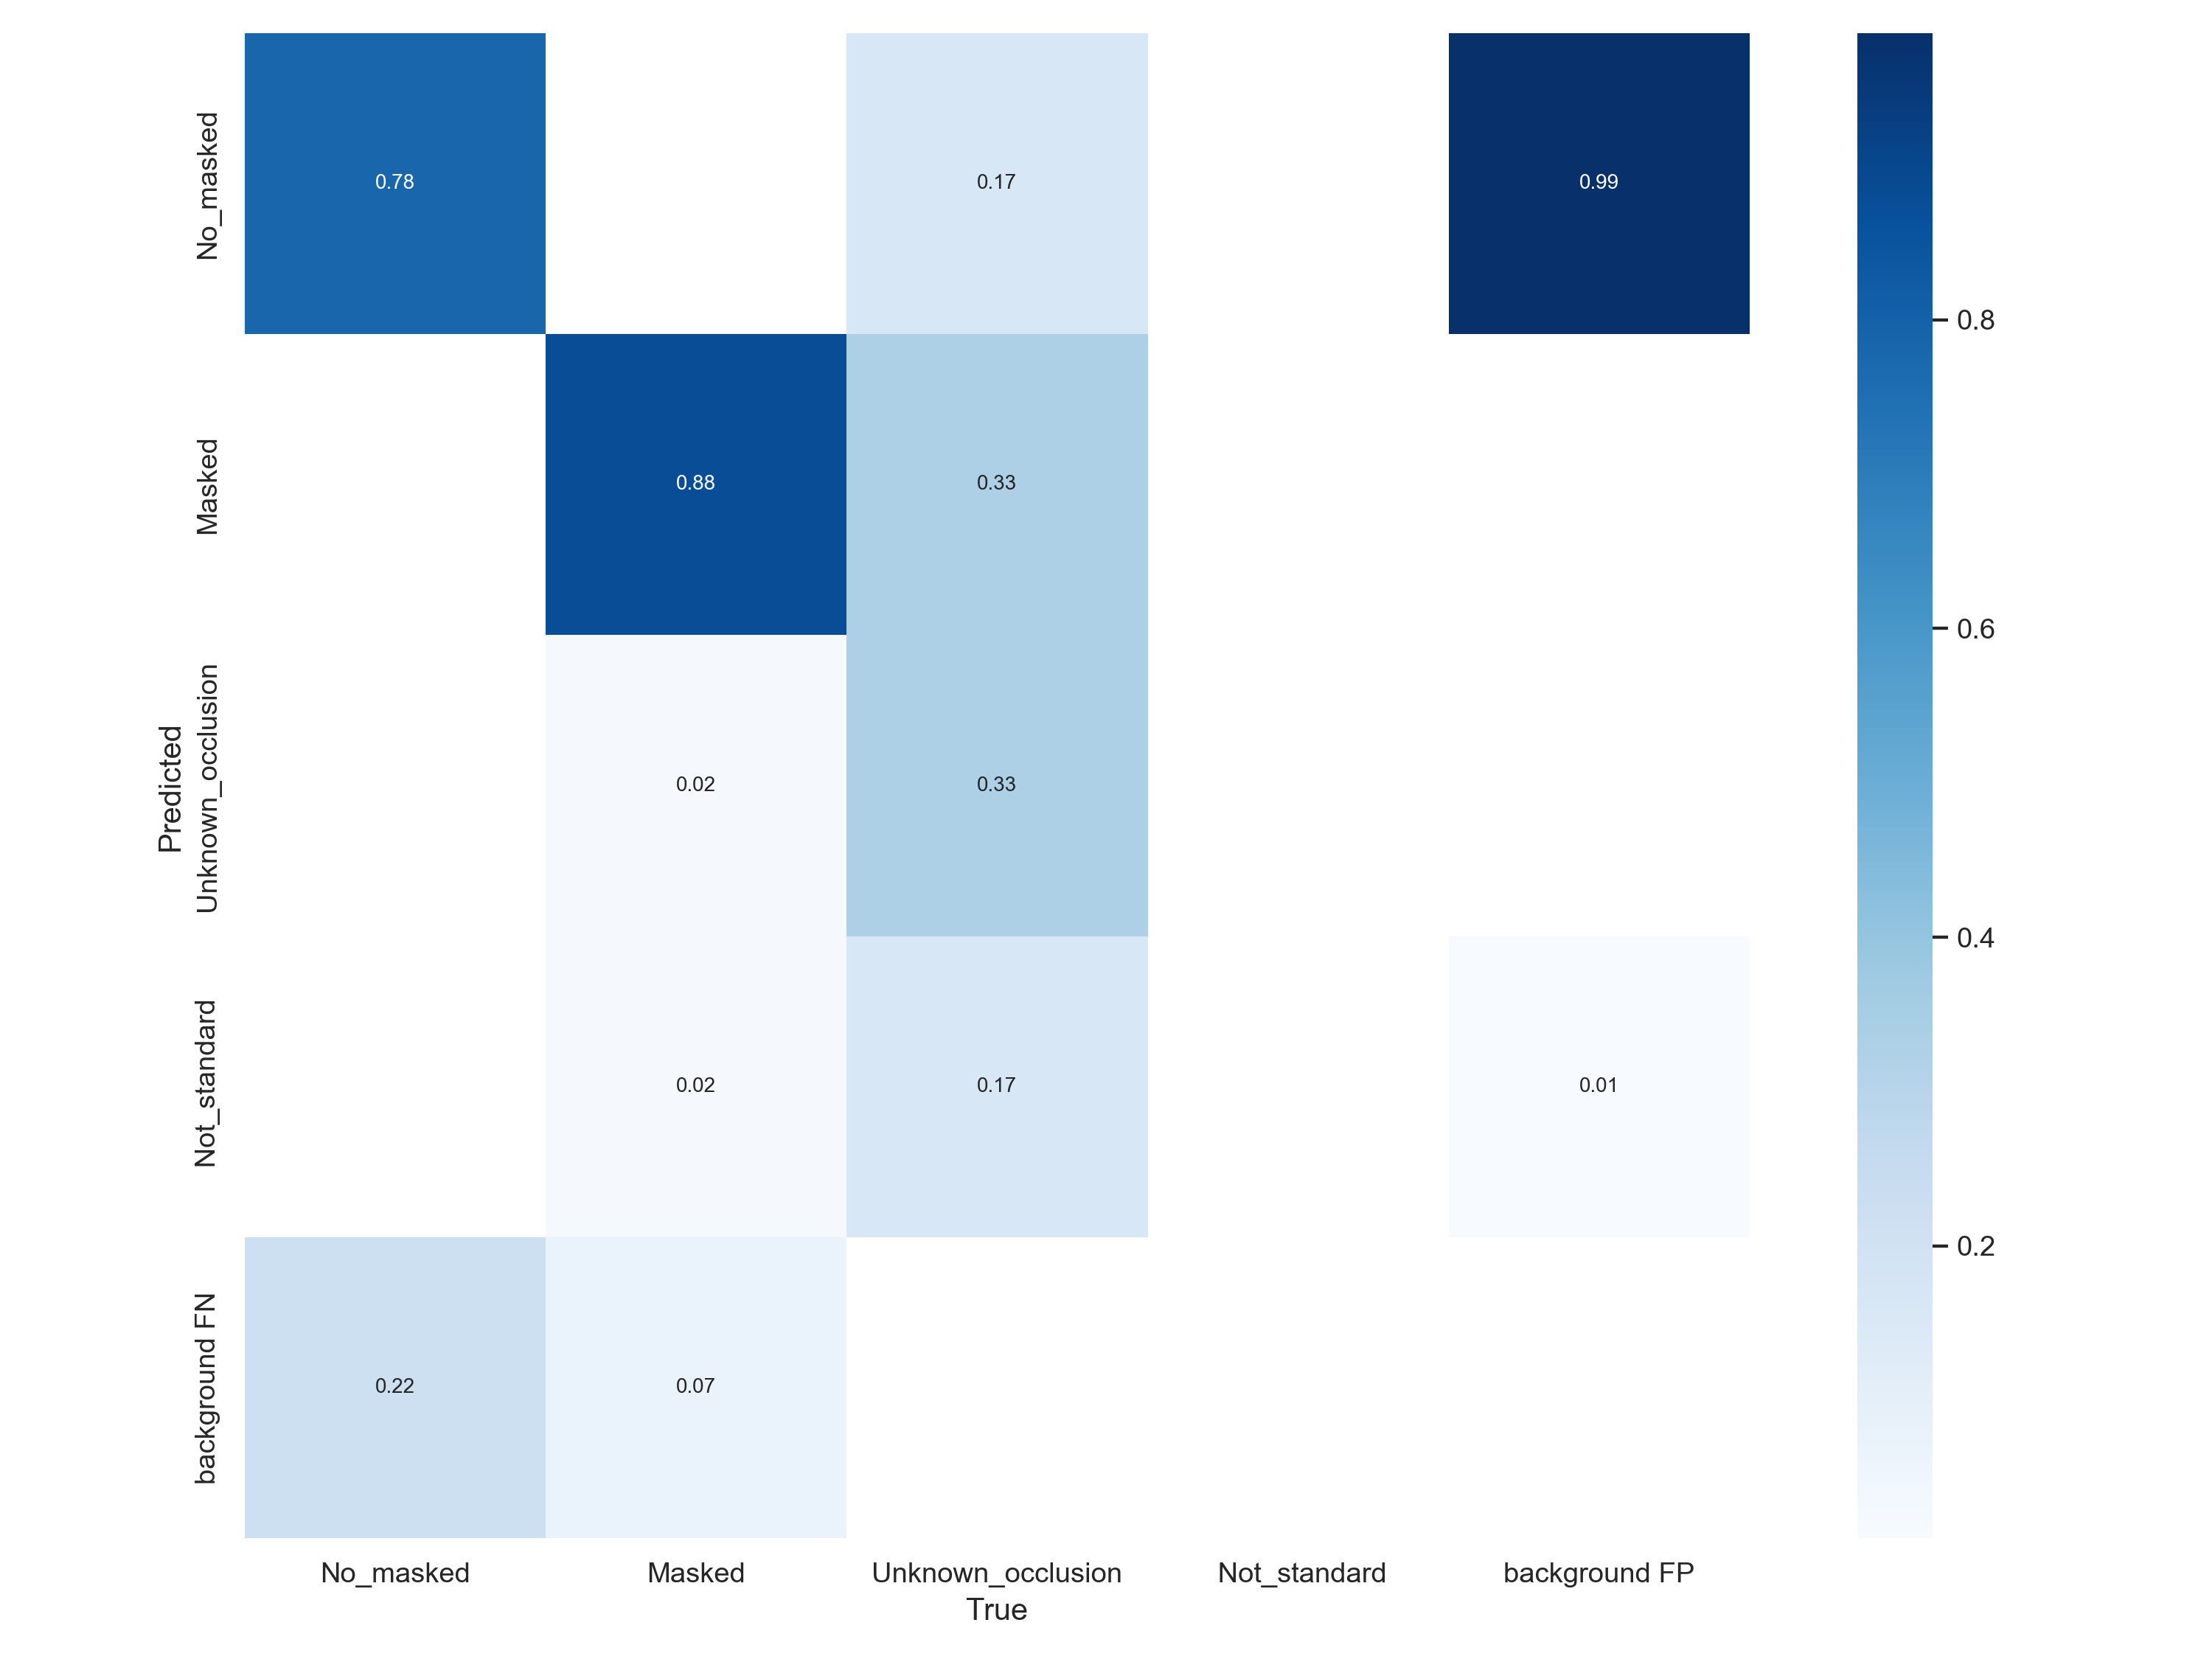 No_masked
0.78
0.17
0.99
0.8
Masked
0.88
0.33
0.6
Predicted
Unknown_occlusion
0.02
0.33
0.4
Not_standard
0.02
0.17
0.01
0.2
background FN
0.22
0.07
No_masked
Masked
Unknown_occlusion
Not_standard
background FP
True